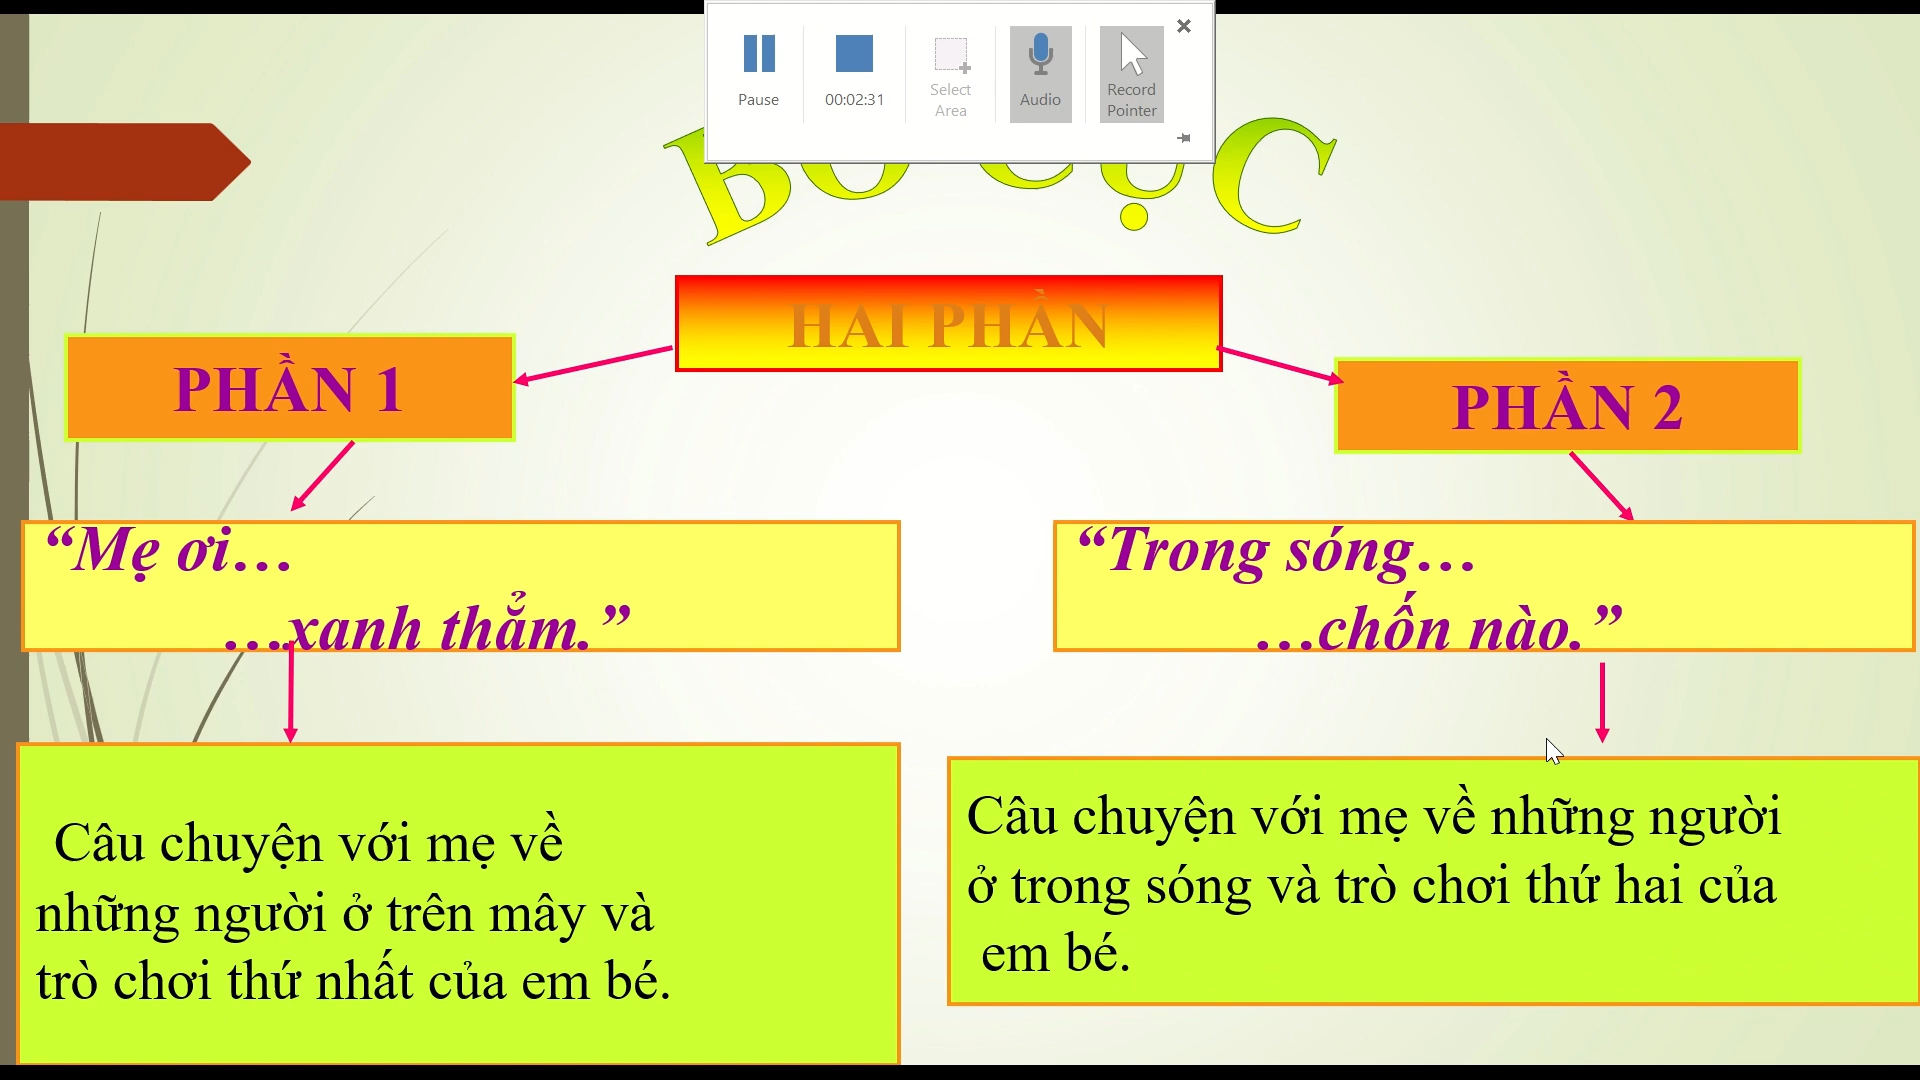 Pause
00:02:31
Select
Area
Audio
Record
Pointer
BỐ CỤC
HAI PHẦN
PHẦN 1
PHẦN 2
“Mẹ ơi…
…xanh thẳm.”
“Trong sóng…
…chốn nào.”
Câu chuyện với mẹ về
những người ở trên mây và
trò chơi thứ nhất của em bé.
Câu chuyện với mẹ về những người
ở trong sóng và trò chơi thứ hai của
em bé.